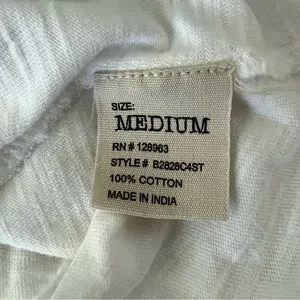 SIZE:
MEDIUM
RN # 128963
STYLE # B2828C4ST
100% COTTON
MADE IN INDIA